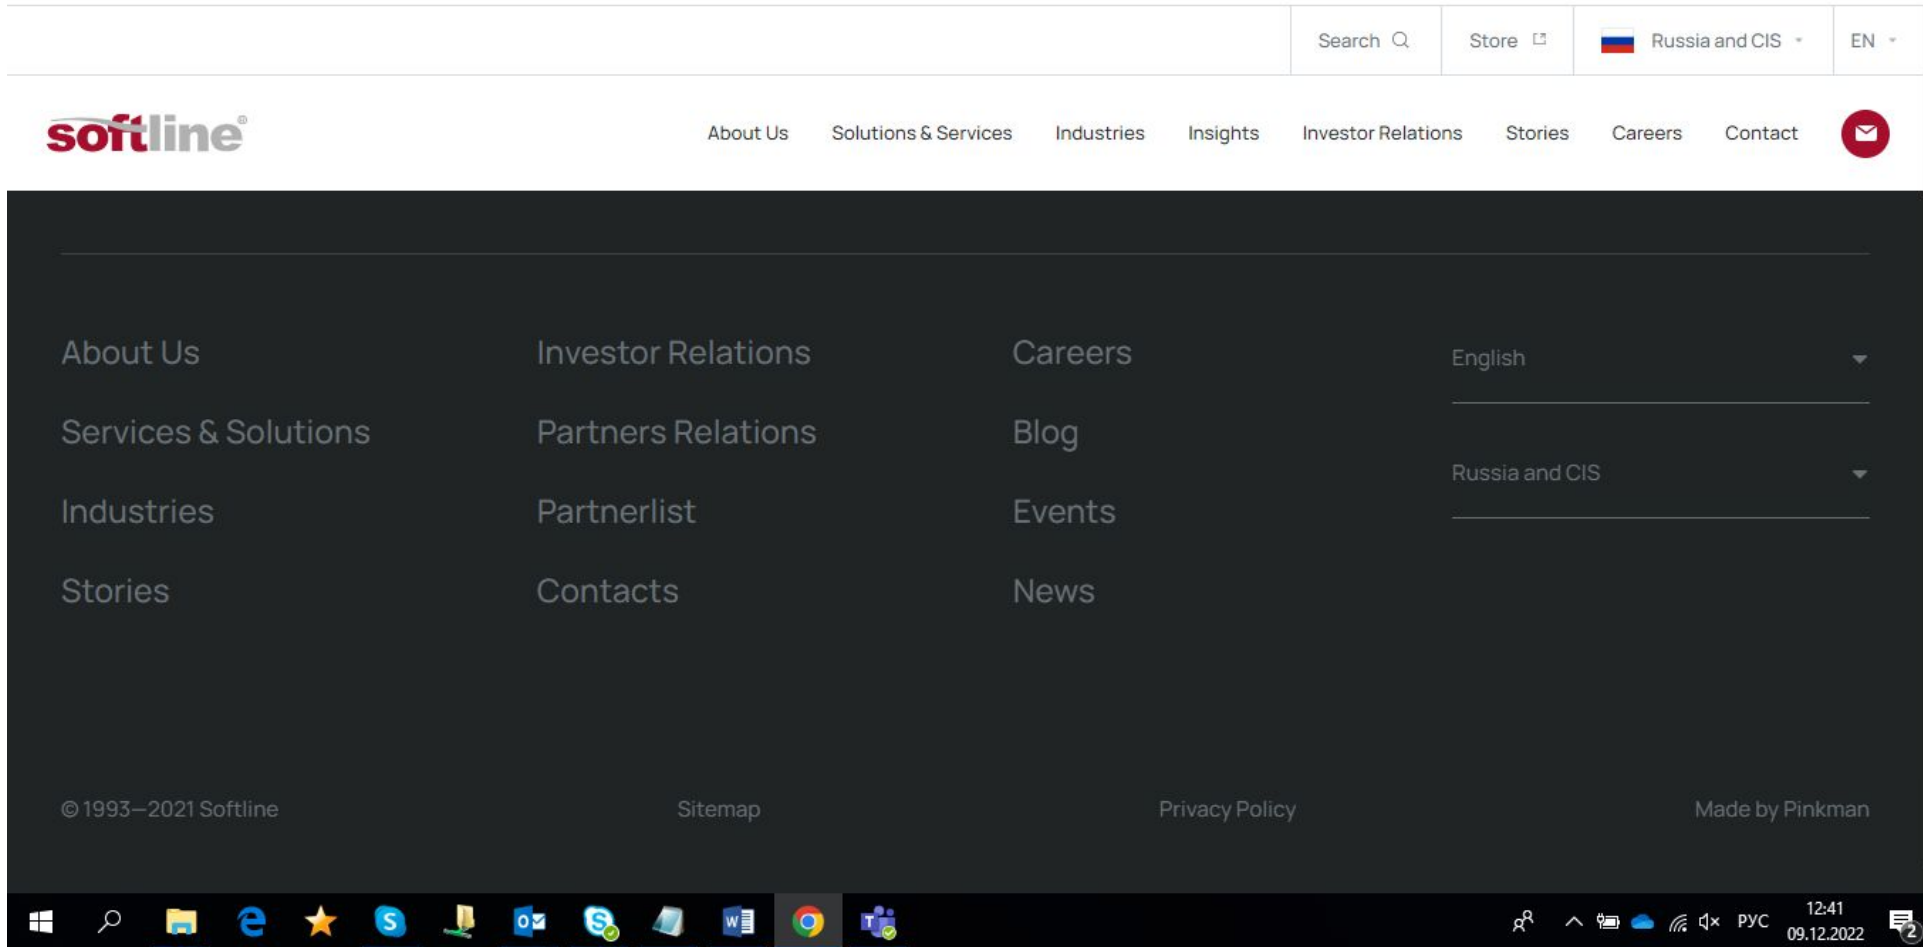 Search Store Russia and CIS EN
softline®
About Us Solutions & Services Industries Insights Investor Relations Stories Careers Contact
About Us Investor Relations Careers English
Services & Solutions Partners Relations Blog
Russia and CIS
Industries Partnerlist Events
Stories Contacts News
© 1993—2021 Softline Sitemap Privacy Policy Made by Pinkman
РУС 12:41
09.12.2022 2